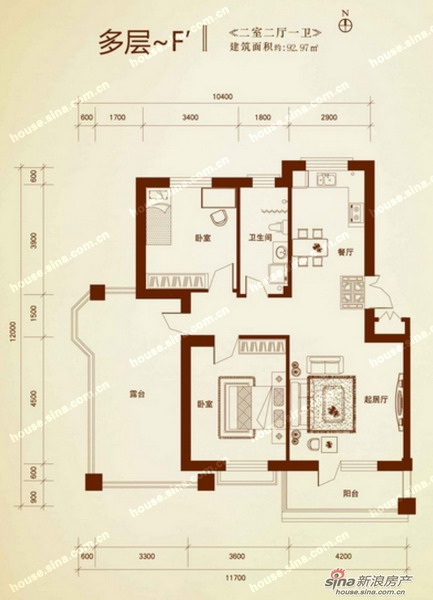 N
多层~F'
《二室二厅一卫》
建筑面积约:92.97㎡
10400
600 1700 3400 1800 2900
600
3900
1500
4500
600
900
12000
卧室
卫生间
餐厅
露台
卧室
起居厅
阳台
600 3300 3600 4200
11700
house.sina.com.cn
sina新浪房产
house.sina.com.cn